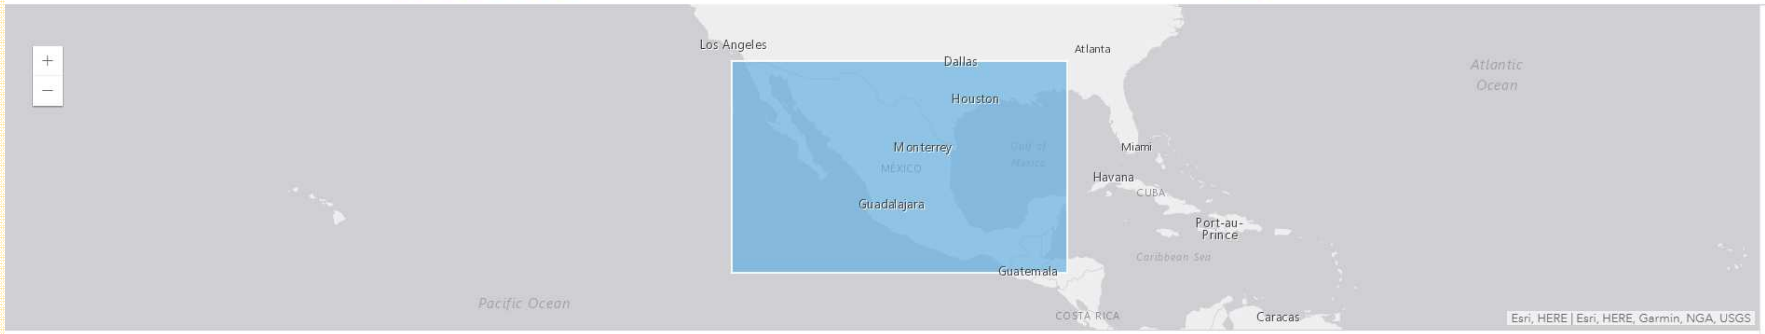 Los Angeles
Atlanta
Dallas
Atlantic
Ocean
Houston
Monterrey
Gulf of
Mexico
Miami
MÉXICO
Havana
CUBA
Guadalajara
Port-au-
Prince
Caribbean Sea
Guatemala
Pacific Ocean
COSTA RICA
Caracas
Esri, HERE | Esri, HERE, Garmin, NGA, USGS
+
−